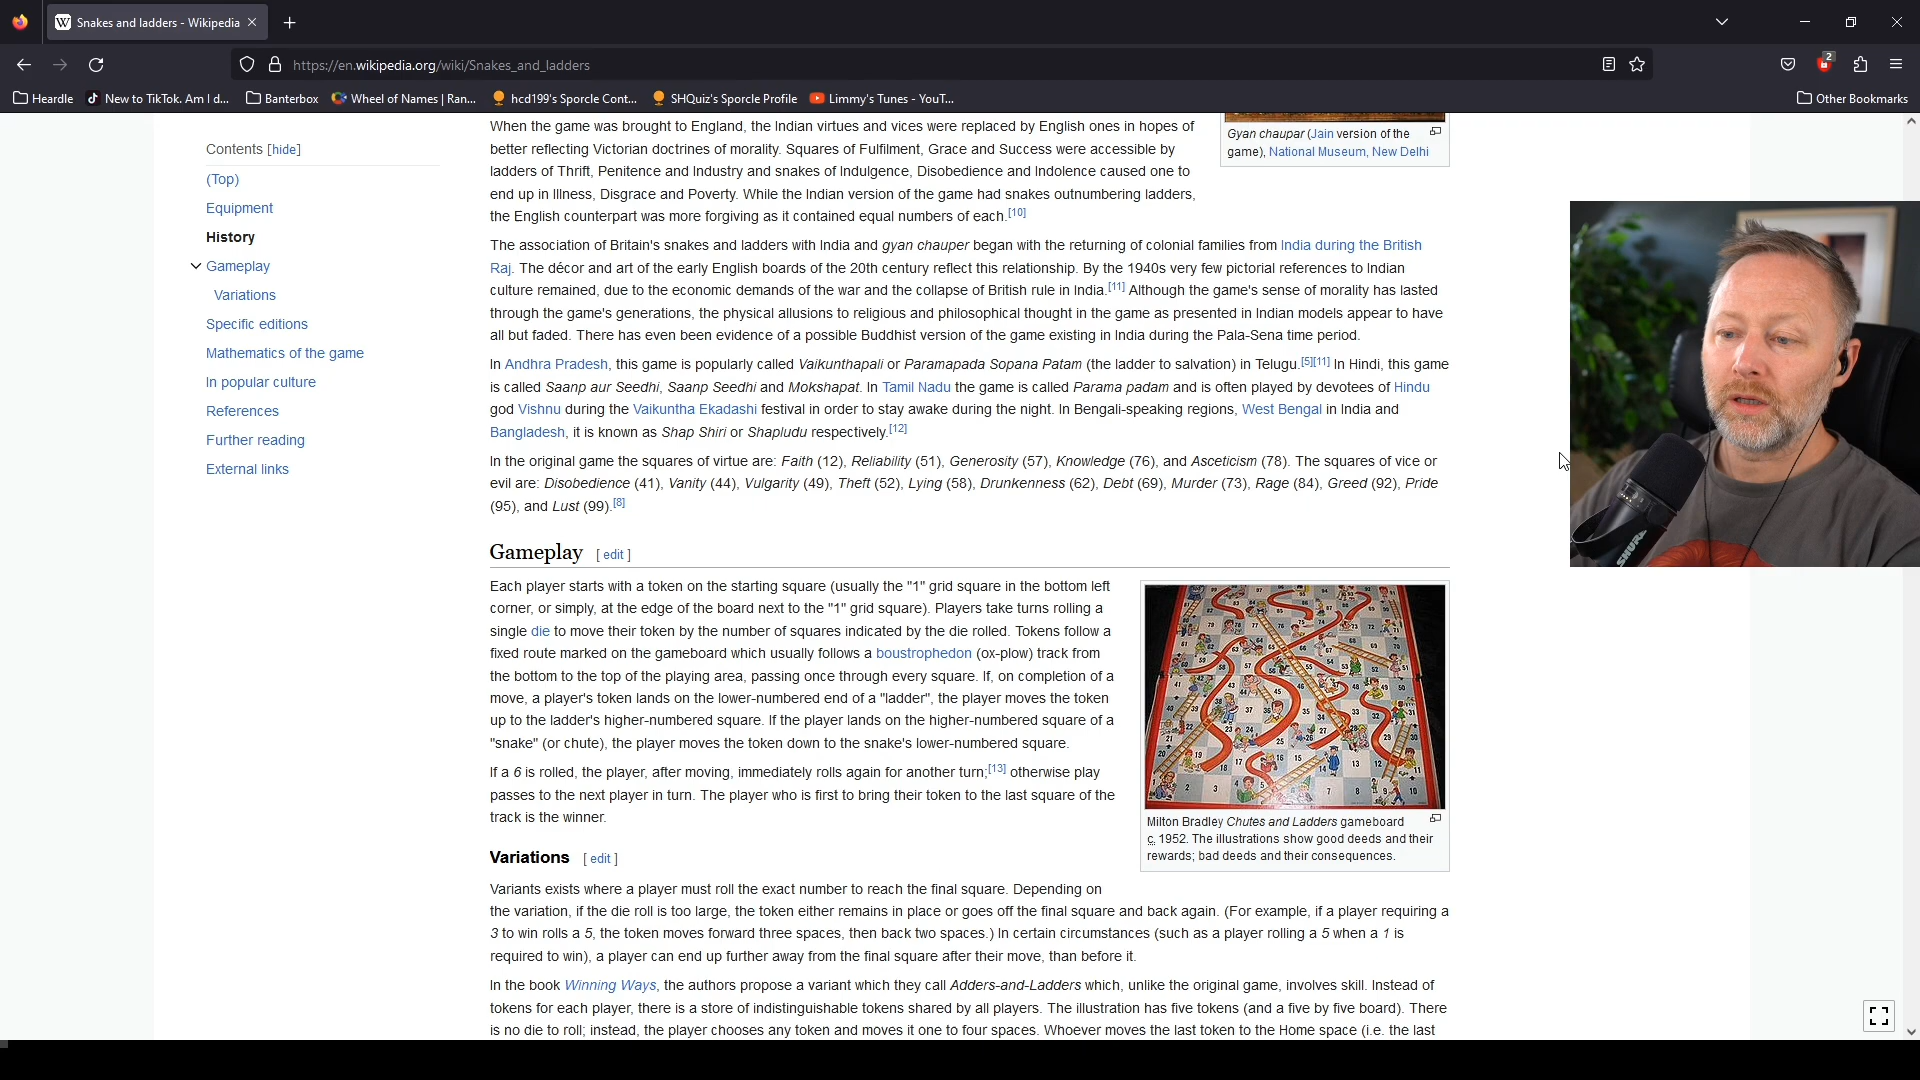 Snakes and ladders - Wikipedia
https://en.wikipedia.org/wiki/Snakes_and_ladders
2
Heardle
New to TikTok. Am I d...
Banterbox
Wheel of Names | Ran...
hcd199's Sporcle Cont...
SHQuiz's Sporcle Profile
Limmy's Tunes - YouT...
Other Bookmarks
Contents [hide]
(Top)
Equipment
History
Gameplay
Variations
Specific editions
Mathematics of the game
In popular culture
References
Further reading
External links
When the game was brought to England, the Indian virtues and vices were replaced by English ones in hopes of
better reflecting Victorian doctrines of morality. Squares of Fulfilment, Grace and Success were accessible by
ladders of Thrift, Penitence and Industry and snakes of Indulgence, Disobedience and Indolence caused one to
end up in Illness, Disgrace and Poverty. While the Indian version of the game had snakes outnumbering ladders,
the English counterpart was more forgiving as it contained equal numbers of each.[10]
Gyan chaupar (Jain version of the
game), National Museum, New Delhi
The association of Britain's snakes and ladders with India and gyan chauper began with the returning of colonial families from India during the British
Raj. The décor and art of the early English boards of the 20th century reflect this relationship. By the 1940s very few pictorial references to Indian
culture remained, due to the economic demands of the war and the collapse of British rule in India.[11] Although the game's sense of morality has lasted
through the game's generations, the physical allusions to religious and philosophical thought in the game as presented in Indian models appear to have
all but faded. There has even been evidence of a possible Buddhist version of the game existing in India during the Pala-Sena time period.
In Andhra Pradesh, this game is popularly called Vaikunthapali or Paramapada Sopana Patam (the ladder to salvation) in Telugu.[5][11] In Hindi, this game
is called Saanp aur Seedhi, Saanp Seedhi and Mokshapat. In Tamil Nadu the game is called Parama padam and is often played by devotees of Hindu
god Vishnu during the Vaikuntha Ekadashi festival in order to stay awake during the night. In Bengali-speaking regions, West Bengal in India and
Bangladesh, it is known as Shap Shiri or Shapludu respectively.[12]
In the original game the squares of virtue are: Faith (12), Reliability (51), Generosity (57), Knowledge (76), and Asceticism (78). The squares of vice or
evil are: Disobedience (41), Vanity (44), Vulgarity (49), Theft (52), Lying (58), Drunkenness (62), Debt (69), Murder (73), Rage (84), Greed (92), Pride
(95), and Lust (99).[8]
Gameplay [ edit ]
Each player starts with a token on the starting square (usually the "1" grid square in the bottom left
corner, or simply, at the edge of the board next to the "1" grid square). Players take turns rolling a
single die to move their token by the number of squares indicated by the die rolled. Tokens follow a
fixed route marked on the gameboard which usually follows a boustrophedon (ox-plow) track from
the bottom to the top of the playing area, passing once through every square. If, on completion of a
move, a player's token lands on the lower-numbered end of a "ladder", the player moves the token
up to the ladder's higher-numbered square. If the player lands on the higher-numbered square of a
"snake" (or chute), the player moves the token down to the snake's lower-numbered square.
If a 6 is rolled, the player, after moving, immediately rolls again for another turn;[13] otherwise play
passes to the next player in turn. The player who is first to bring their token to the last square of the
track is the winner.
Milton Bradley Chutes and Ladders gameboard
c. 1952. The illustrations show good deeds and their
rewards; bad deeds and their consequences.
Variations [ edit ]
Variants exists where a player must roll the exact number to reach the final square. Depending on
the variation, if the die roll is too large, the token either remains in place or goes off the final square and back again. (For example, if a player requiring a
3 to win rolls a 5, the token moves forward three spaces, then back two spaces.) In certain circumstances (such as a player rolling a 5 when a 1 is
required to win), a player can end up further away from the final square after their move, than before it.
In the book Winning Ways, the authors propose a variant which they call Adders-and-Ladders which, unlike the original game, involves skill. Instead of
tokens for each player, there is a store of indistinguishable tokens shared by all players. The illustration has five tokens (and a five by five board). There
is no die to roll; instead, the player chooses any token and moves it one to four spaces. Whoever moves the last token to the Home space (i.e. the last
SHURE